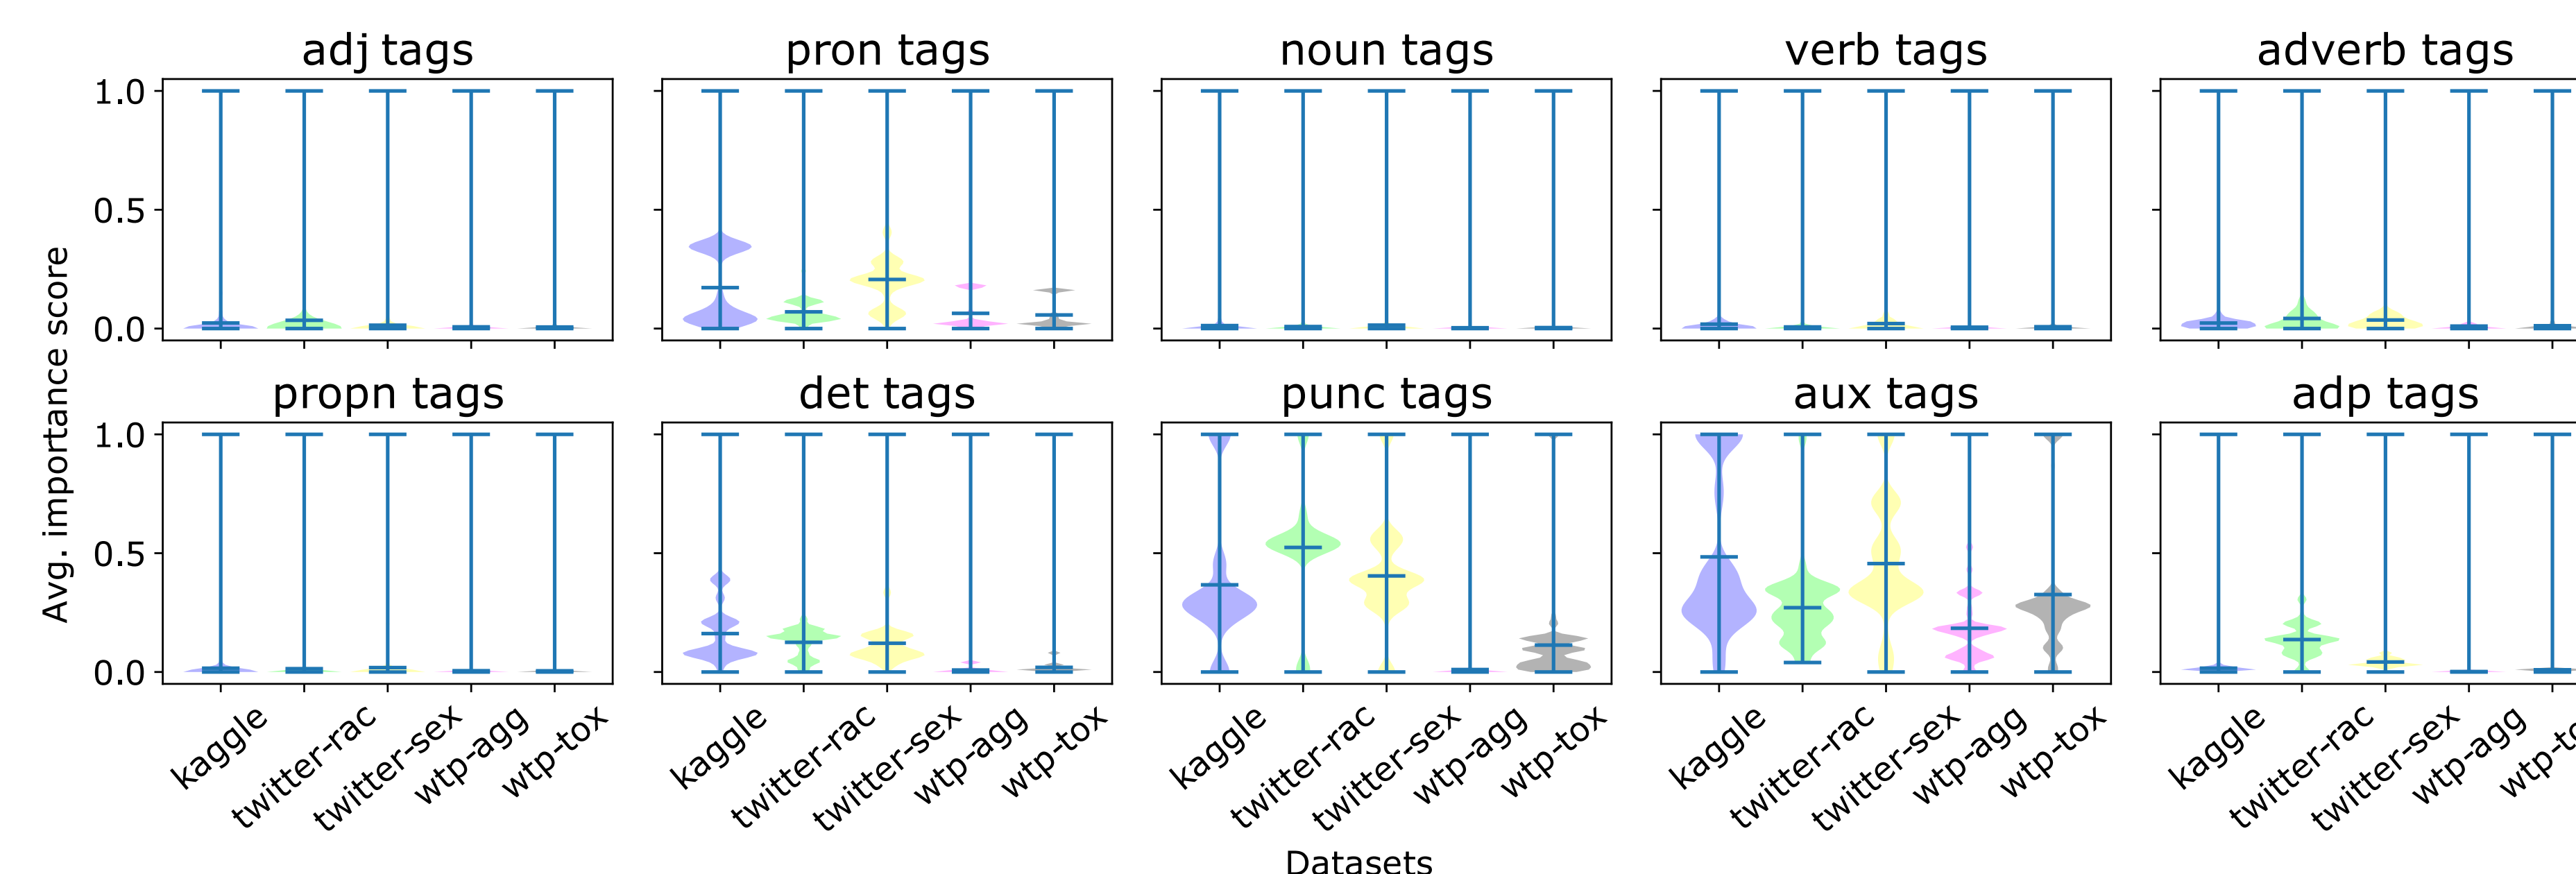 adj tags
pron tags
noun tags
verb tags
adverb tags
1.0
0.5
0.0
Avg. importance score
propn tags
det tags
punc tags
aux tags
adp tags
1.0
0.5
0.0
kaggle
twitter-rac
twitter-sex
wtp-agg
wtp-tox
kaggle
twitter-rac
twitter-sex
wtp-agg
wtp-tox
kaggle
twitter-rac
twitter-sex
wtp-agg
wtp-tox
kaggle
twitter-rac
twitter-sex
wtp-agg
wtp-tox
kaggle
twitter-rac
twitter-sex
wtp-agg
Datasets